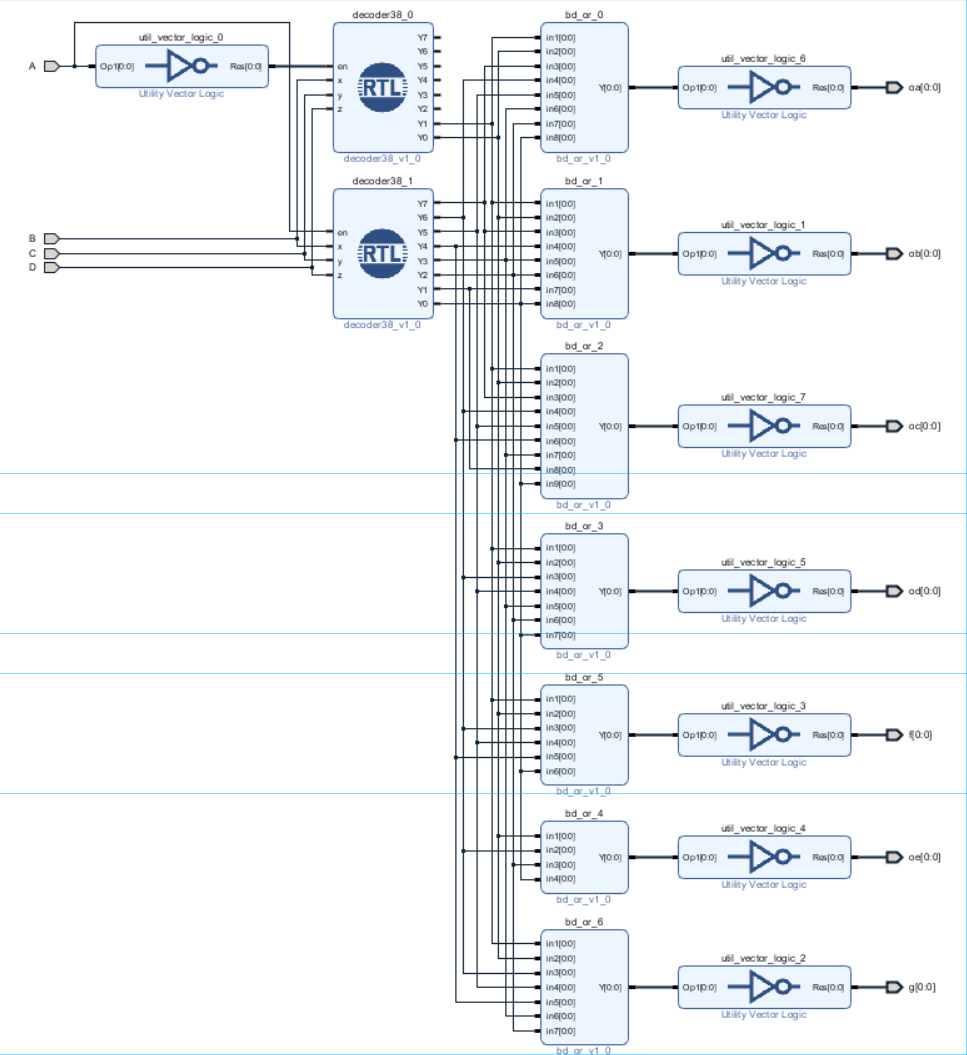 decoder38_0
bd_or_0
util_vector_logic_0
A
Op1[0:0]
Res[0:0]
Utility Vector Logic
en
x
y
z
RTL
Y7
Y6
Y5
Y4
Y3
Y2
Y1
Y0
decoder38_v1_0
in1[0:0]
in2[0:0]
in3[0:0]
in4[0:0]
in5[0:0]
in6[0:0]
in7[0:0]
in8[0:0]
Y[0:0]
bd_or_v1_0
util_vector_logic_6
Op1[0:0]
Res[0:0]
Utility Vector Logic
oa[0:0]
decoder38_1
B
C
D
en
x
y
z
RTL
Y7
Y6
Y5
Y4
Y3
Y2
Y1
Y0
decoder38_v1_0
bd_or_1
in1[0:0]
in2[0:0]
in3[0:0]
in4[0:0]
in5[0:0]
in6[0:0]
in7[0:0]
in8[0:0]
Y[0:0]
bd_or_v1_0
util_vector_logic_1
Op1[0:0]
Res[0:0]
Utility Vector Logic
ob[0:0]
bd_or_2
in1[0:0]
in2[0:0]
in3[0:0]
in4[0:0]
in5[0:0]
in6[0:0]
in7[0:0]
in8[0:0]
in9[0:0]
Y[0:0]
bd_or_v1_0
util_vector_logic_7
Op1[0:0]
Res[0:0]
Utility Vector Logic
oc[0:0]
bd_or_3
in1[0:0]
in2[0:0]
in3[0:0]
in4[0:0]
in5[0:0]
in6[0:0]
in7[0:0]
Y[0:0]
bd_or_v1_0
util_vector_logic_5
Op1[0:0]
Res[0:0]
Utility Vector Logic
od[0:0]
bd_or_5
in1[0:0]
in2[0:0]
in3[0:0]
in4[0:0]
in5[0:0]
in6[0:0]
Y[0:0]
bd_or_v1_0
util_vector_logic_3
Op1[0:0]
Res[0:0]
Utility Vector Logic
f[0:0]
bd_or_4
in1[0:0]
in2[0:0]
in3[0:0]
in4[0:0]
Y[0:0]
bd_or_v1_0
util_vector_logic_4
Op1[0:0]
Res[0:0]
Utility Vector Logic
oe[0:0]
bd_or_6
in1[0:0]
in2[0:0]
in3[0:0]
in4[0:0]
in5[0:0]
in6[0:0]
in7[0:0]
Y[0:0]
bd_or_v1_0
util_vector_logic_2
Op1[0:0]
Res[0:0]
Utility Vector Logic
g[0:0]